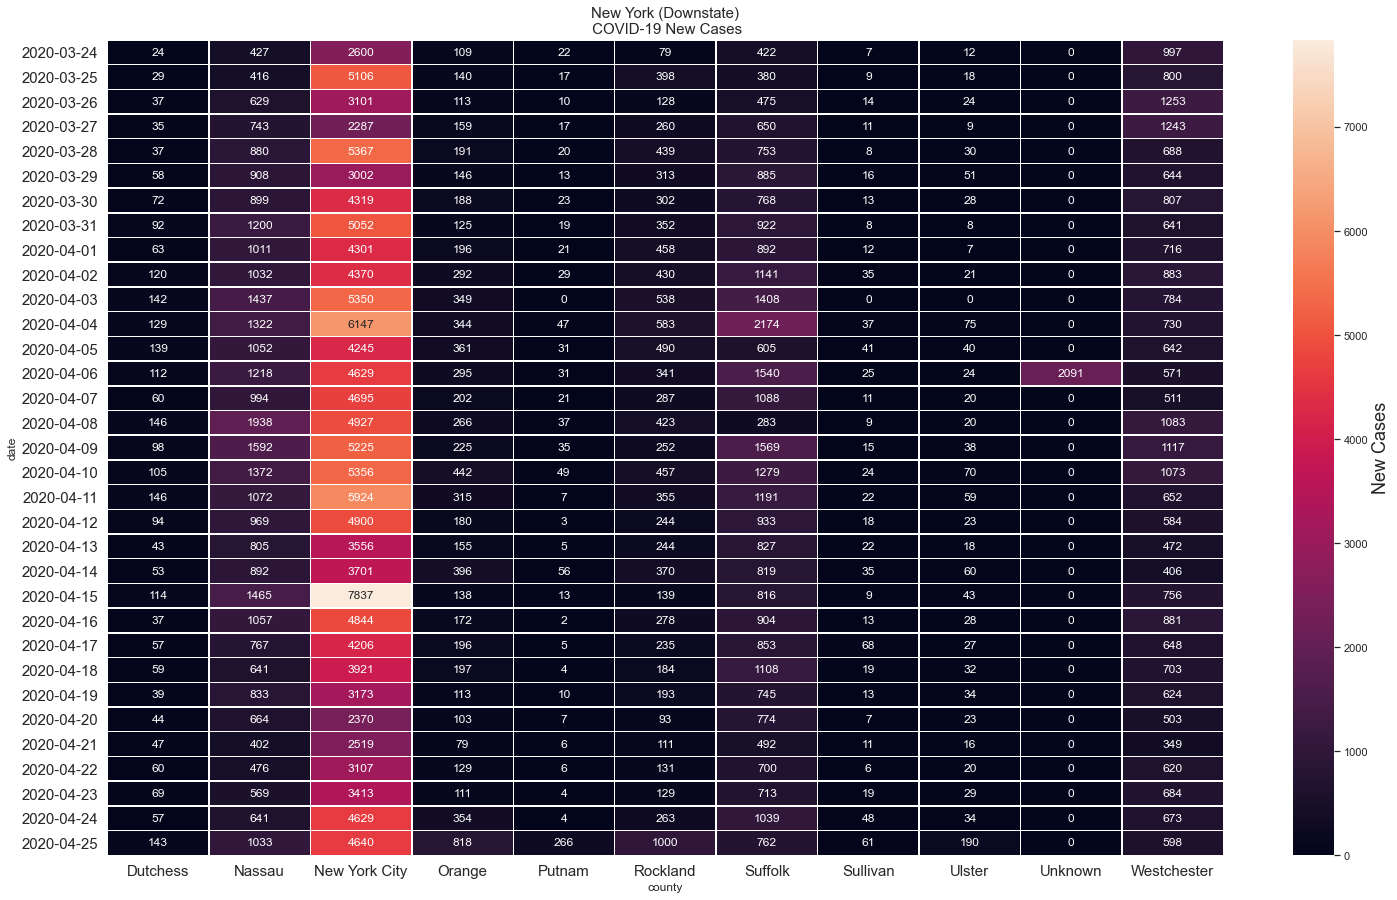 New York (Downstate)
COVID-19 New Cases
2020-03-24 24 427 2600 109 22 79 422 7 12 0 997
2020-03-25 29 416 5106 140 17 398 380 9 18 0 800
2020-03-26 37 629 3101 113 10 128 475 14 24 0 1253
2020-03-27 35 743 2287 159 17 260 650 11 9 0 1243
2020-03-28 37 880 5367 191 20 439 753 8 30 0 688
2020-03-29 58 908 3002 146 13 313 885 16 51 0 644
2020-03-30 72 899 4319 188 23 302 768 13 28 0 807
2020-03-31 92 1200 5052 125 19 352 922 8 8 0 641
2020-04-01 63 1011 4301 196 21 458 892 12 7 0 716
2020-04-02 120 1032 4370 292 29 430 1141 35 21 0 883
2020-04-03 142 1437 5350 349 0 538 1408 0 0 0 784
2020-04-04 129 1322 6147 344 47 583 2174 37 75 0 730
2020-04-05 139 1052 4245 361 31 490 605 41 40 0 642
2020-04-06 112 1218 4629 295 31 341 1540 25 24 2091 571
2020-04-07 60 994 4695 202 21 287 1088 11 20 0 511
2020-04-08 146 1938 4927 266 37 423 283 9 20 0 1083
2020-04-09 98 1592 5225 225 35 252 1569 15 38 0 1117
2020-04-10 105 1372 5356 442 49 457 1279 24 70 0 1073
2020-04-11 146 1072 5924 315 7 355 1191 22 59 0 652
2020-04-12 94 969 4900 180 3 244 933 18 23 0 584
2020-04-13 43 805 3556 155 5 244 827 22 18 0 472
2020-04-14 53 892 3701 396 56 370 819 35 60 0 406
2020-04-15 114 1465 7837 138 13 139 816 9 43 0 756
2020-04-16 37 1057 4844 172 2 278 904 13 28 0 881
2020-04-17 57 767 4206 196 5 235 853 68 27 0 648
2020-04-18 59 641 3921 197 4 184 1108 19 32 0 703
2020-04-19 39 833 3173 113 10 193 745 13 34 0 624
2020-04-20 44 664 2370 103 7 93 774 7 23 0 503
2020-04-21 47 402 2519 79 6 111 492 11 16 0 349
2020-04-22 60 476 3107 129 6 131 700 6 20 0 620
2020-04-23 69 569 3413 111 4 129 713 19 29 0 684
2020-04-24 57 641 4629 354 4 263 1039 48 34 0 673
2020-04-25 143 1033 4640 818 266 1000 762 61 190 0 598
Dutchess Nassau New York City Orange Putnam Rockland Suffolk Sullivan Ulster Unknown Westchester
county
date
7000
6000
5000
4000
3000
2000
1000
0
New Cases